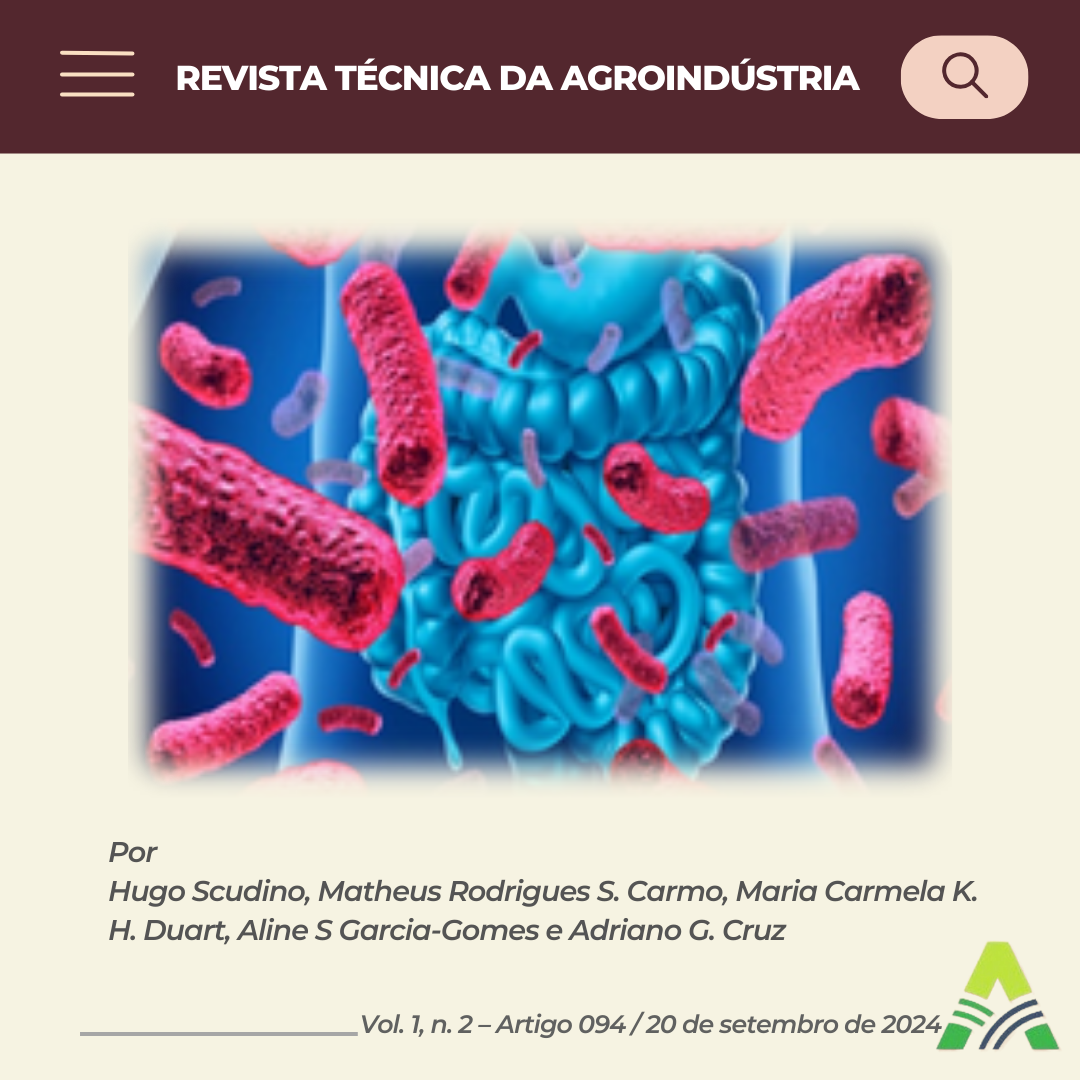 REVISTA TÉCNICA DA AGROINDÚSTRIA
Por
Hugo Scudino, Matheus Rodrigues S. Carmo, Maria Carmela K.
H. Duart, Aline S Garcia-Gomes e Adriano G. Cruz
Vol. 1, n. 2 – Artigo 094 / 20 de setembro de 2024